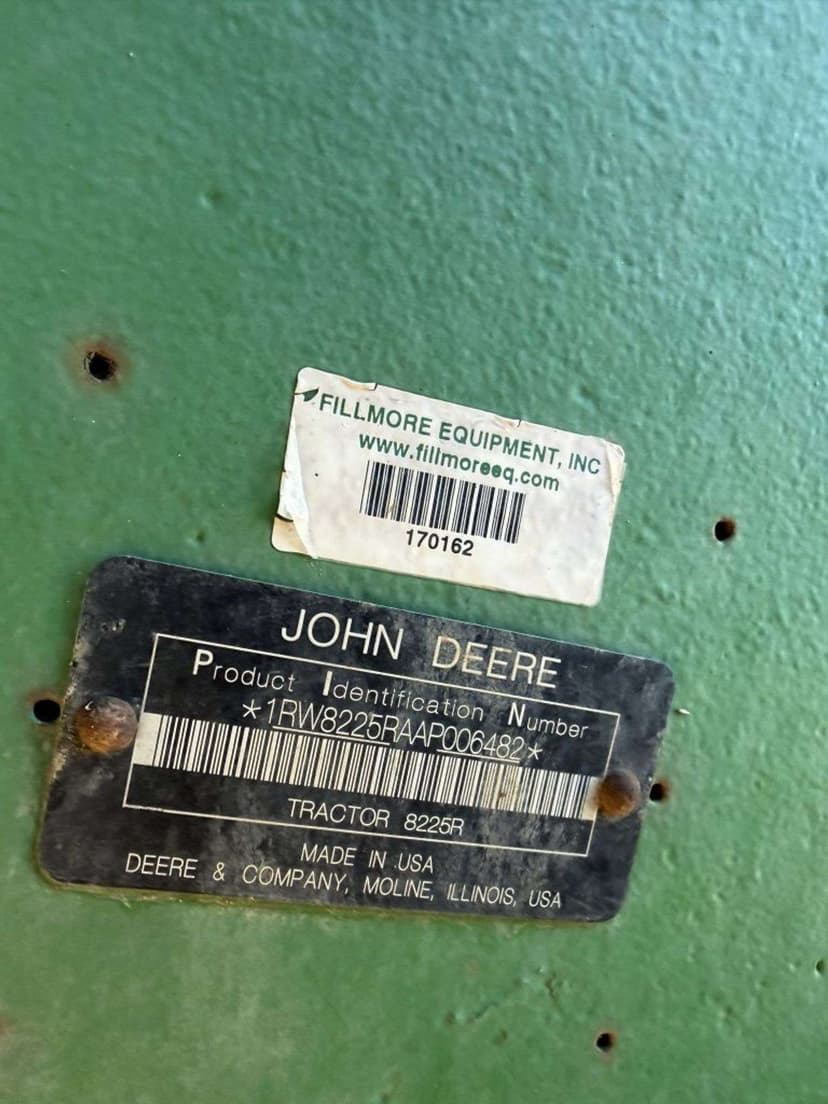 FILLMORE EQUIPMENT, INC
www.fillmoreeq.com
170162
JOHN DEERE
Product Identification Number
*1RW8225RAAP006482*
TRACTOR 8225R
MADE IN USA
DEERE & COMPANY, MOLINE, ILLINOIS, USA